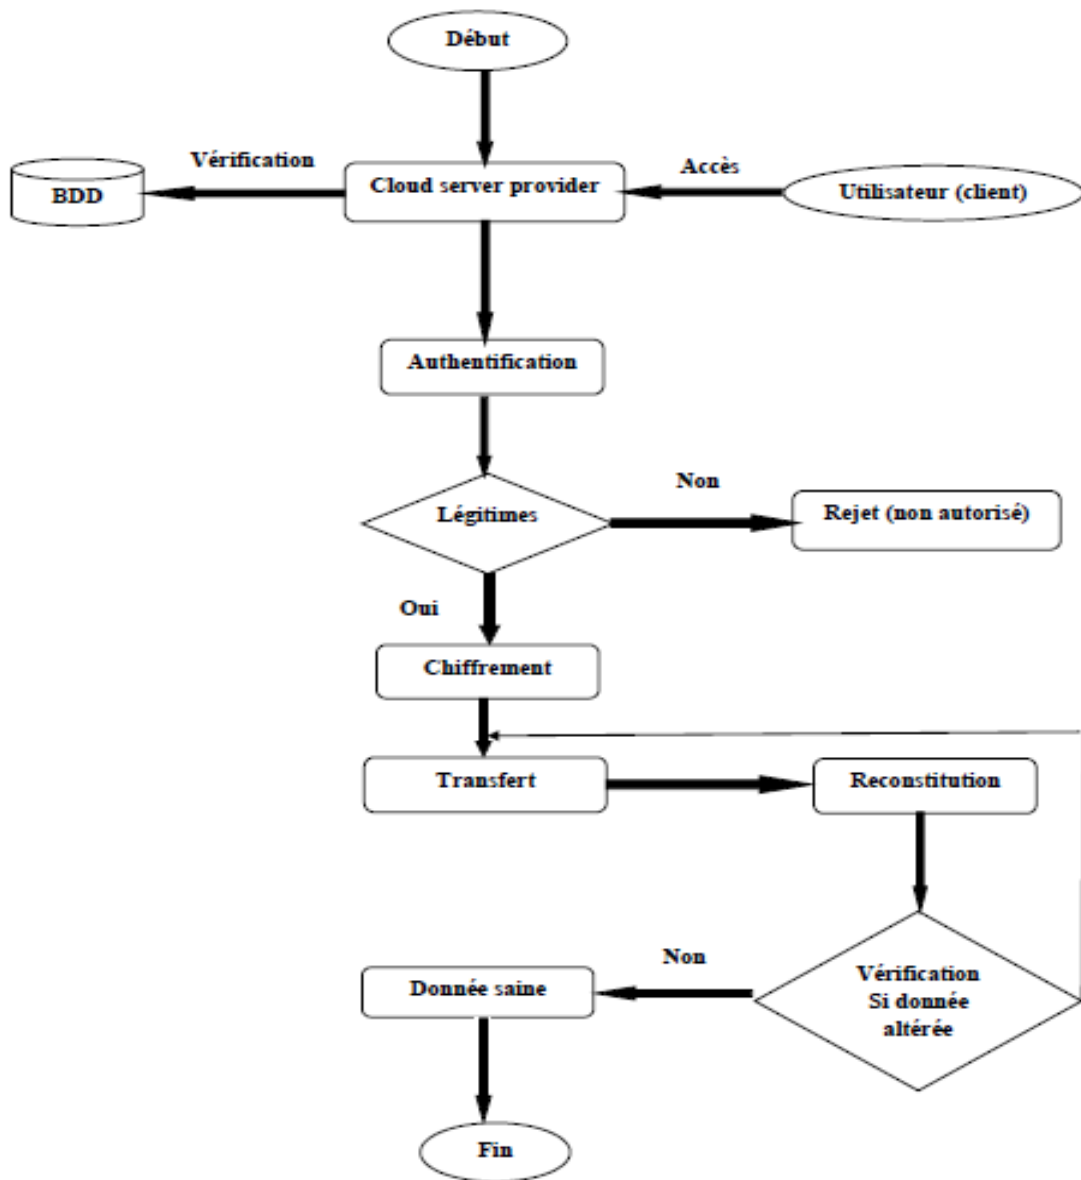 Début
Vérification
Accès
BDD
Cloud server provider
Utilisateur (client)
Authentification
Légitimes
Non
Rejet (non autorisé)
Oui
Chiffrement
Transfert
Reconstitution
Non
Donnée saine
Vérification
Si donnée
altérée
Fin